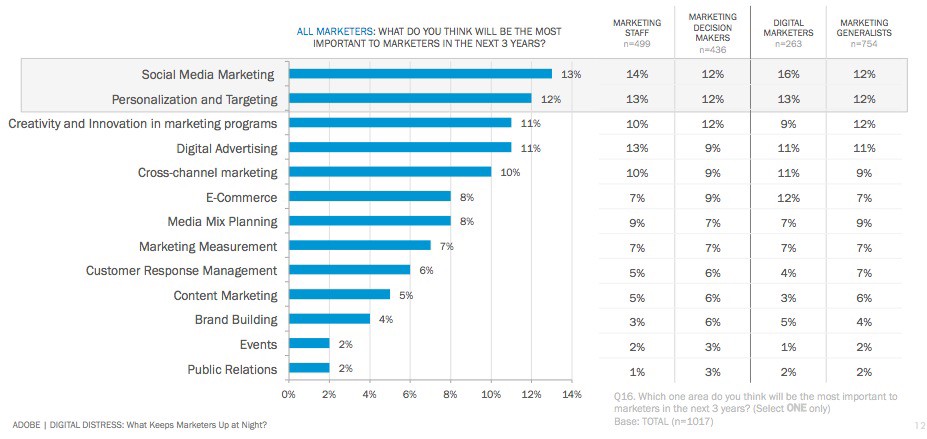 ALL MARKETERS: WHAT DO YOU THINK WILL BE THE MOST
IMPORTANT TO MARKETERS IN THE NEXT 3 YEARS?
MARKETING
STAFF
n=499
MARKETING
DECISION
MAKERS
n=436
DIGITAL
MARKETERS
n=263
MARKETING
GENERALISTS
n=754
Social Media Marketing 13% 14% 12% 16% 12%
Personalization and Targeting 12% 13% 12% 13% 12%
Creativity and Innovation in marketing programs 11% 10% 12% 9% 12%
Digital Advertising 11% 13% 9% 11% 11%
Cross-channel marketing 10% 10% 9% 11% 9%
E-Commerce 8% 7% 9% 12% 7%
Media Mix Planning 8% 9% 7% 7% 9%
Marketing Measurement 7% 7% 7% 7% 7%
Customer Response Management 6% 5% 6% 4% 7%
Content Marketing 5% 5% 6% 3% 6%
Brand Building 4% 3% 6% 5% 4%
Events 2% 2% 3% 1% 2%
Public Relations 2% 1% 3% 2% 2%
0% 2% 4% 6% 8% 10% 12% 14%
Q16. Which one area do you think will be the most important to
marketers in the next 3 years? (Select ONE only)
Base: TOTAL (n=1017)
ADOBE | DIGITAL DISTRESS: What Keeps Marketers Up at Night?
12